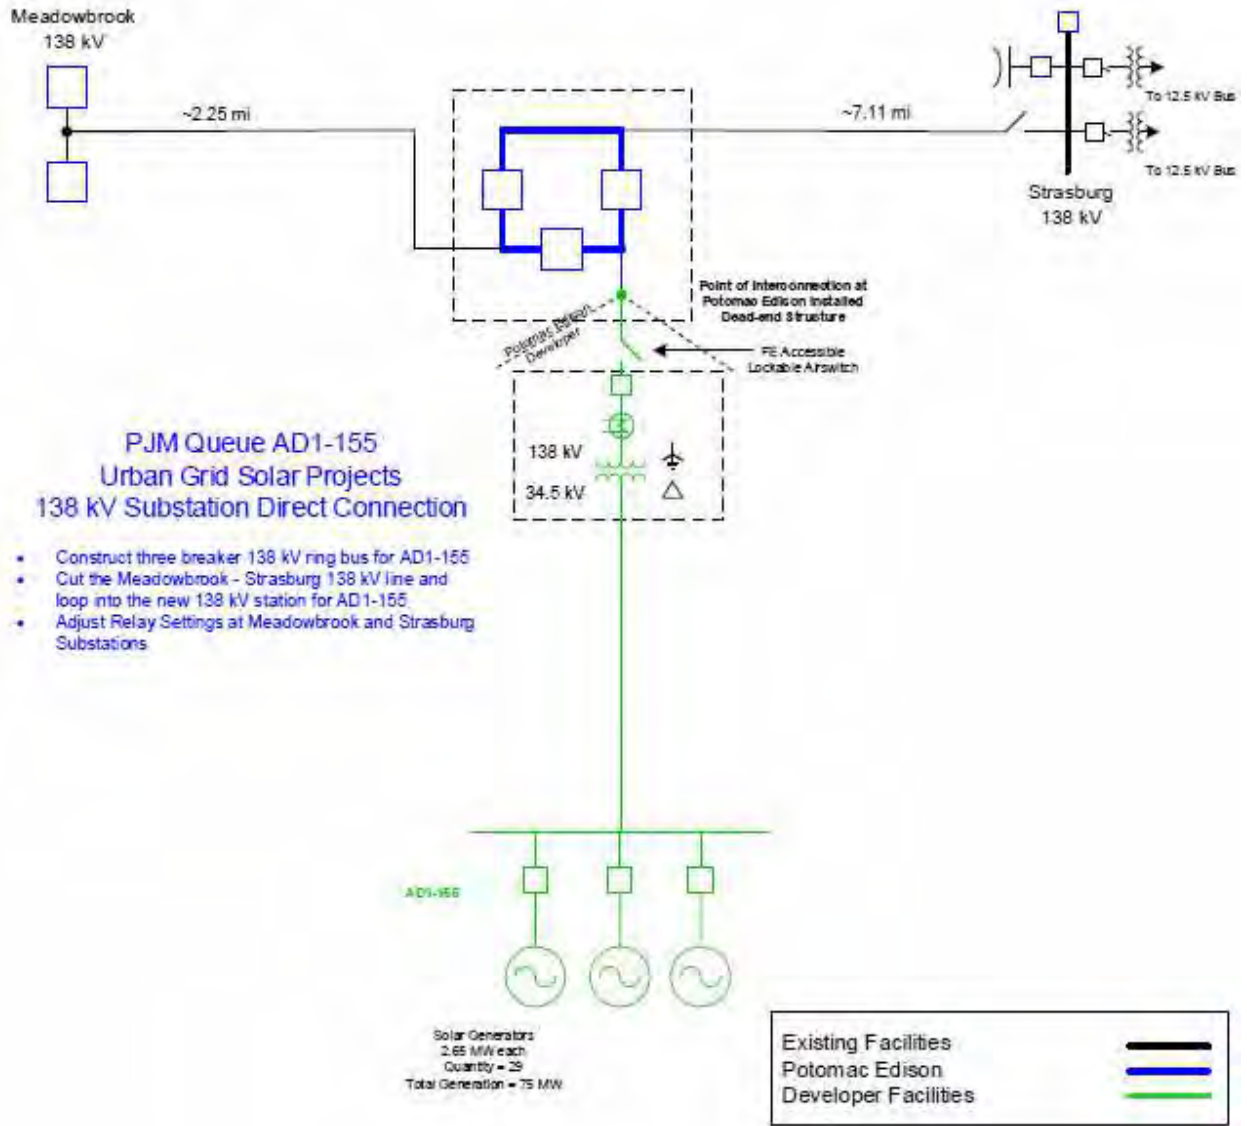 Meadowbrook
138 kV
~2.25 mi
~7.11 mi
To 12.5 kV Bus
To 12.5 kV Bus
Strasburg
138 kV
Point of Interconnection at
Potomac Edison Installed
Dead-end Structure
Potomac Edison
Developer
FE Accessible
Lockable Airswitch
138 kV
34.5 kV
PJM Queue AD1-155
Urban Grid Solar Projects
138 kV Substation Direct Connection
• Construct three breaker 138 kV ring bus for AD1-155
• Cut the Meadowbrook - Strasburg 138 kV line and
loop into the new 138 kV station for AD1-155
• Adjust Relay Settings at Meadowbrook and Strasburg
Substations
AD1-155
Solar Generators
2.65 MW each
Quantity = 29
Total Generation = 75 MW
Existing Facilities
Potomac Edison
Developer Facilities